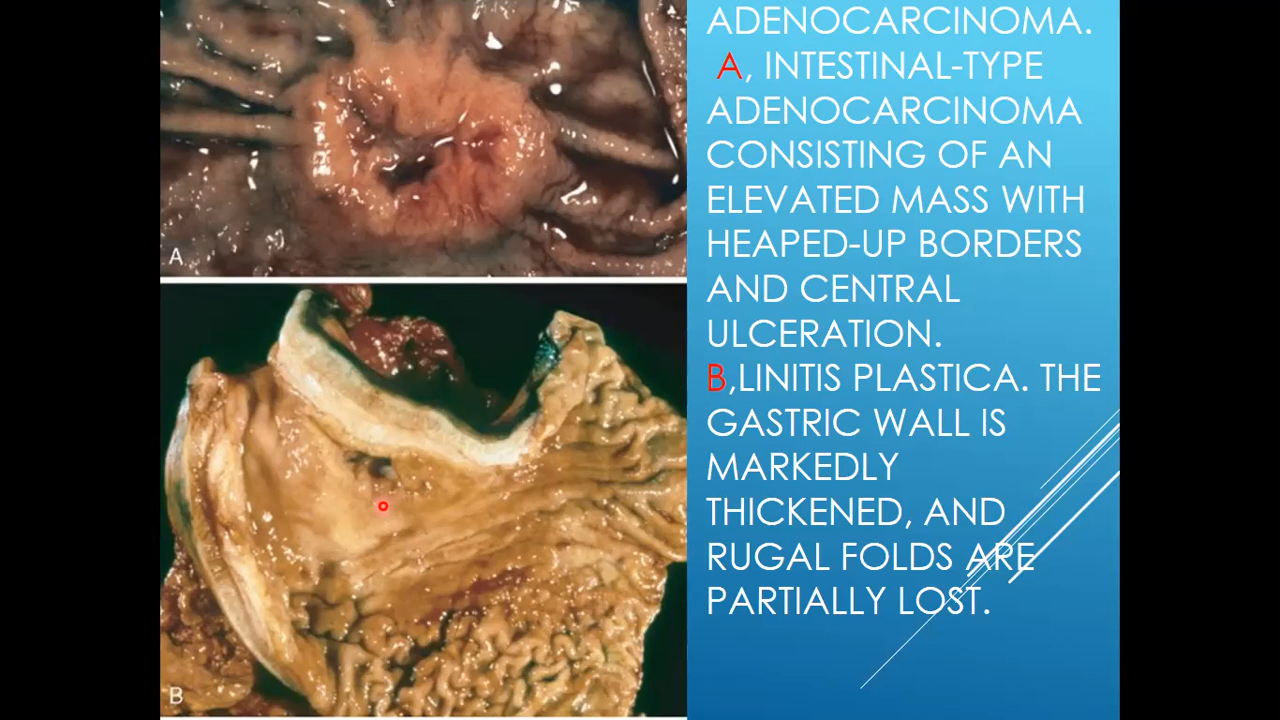 ADENOCARCINOMA.
A, INTESTINAL-TYPE
ADENOCARCINOMA
CONSISTING OF AN
ELEVATED MASS WITH
HEAPED-UP BORDERS
AND CENTRAL
ULCERATION.
B,LINITIS PLASTICA. THE
GASTRIC WALL IS
MARKEDLY
THICKENED, AND
RUGAL FOLDS ARE
PARTIALLY LOST.
A
B